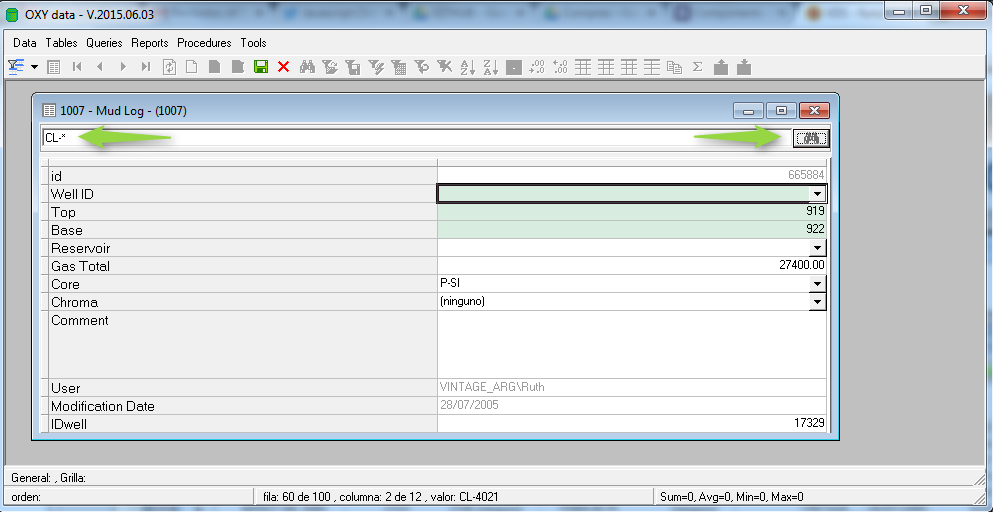 OXY data - V.2015.06.03
Data Tables Queries Reports Procedures Tools
1007 - Mud Log - (1007)
CL-*
id 665884
Well ID
Top 919
Base 922
Reservoir
Gas Total 27400.00
Core P-SI
Chroma (ninguno)
Comment
User VINTAGE_ARG\Ruth
Modification Date 28/07/2005
IDwell 17329
General: , Grilla:
orden: fila: 60 de 100 , columna: 2 de 12 , valor: CL-4021 Sum=0, Avg=0, Min=0, Max=0